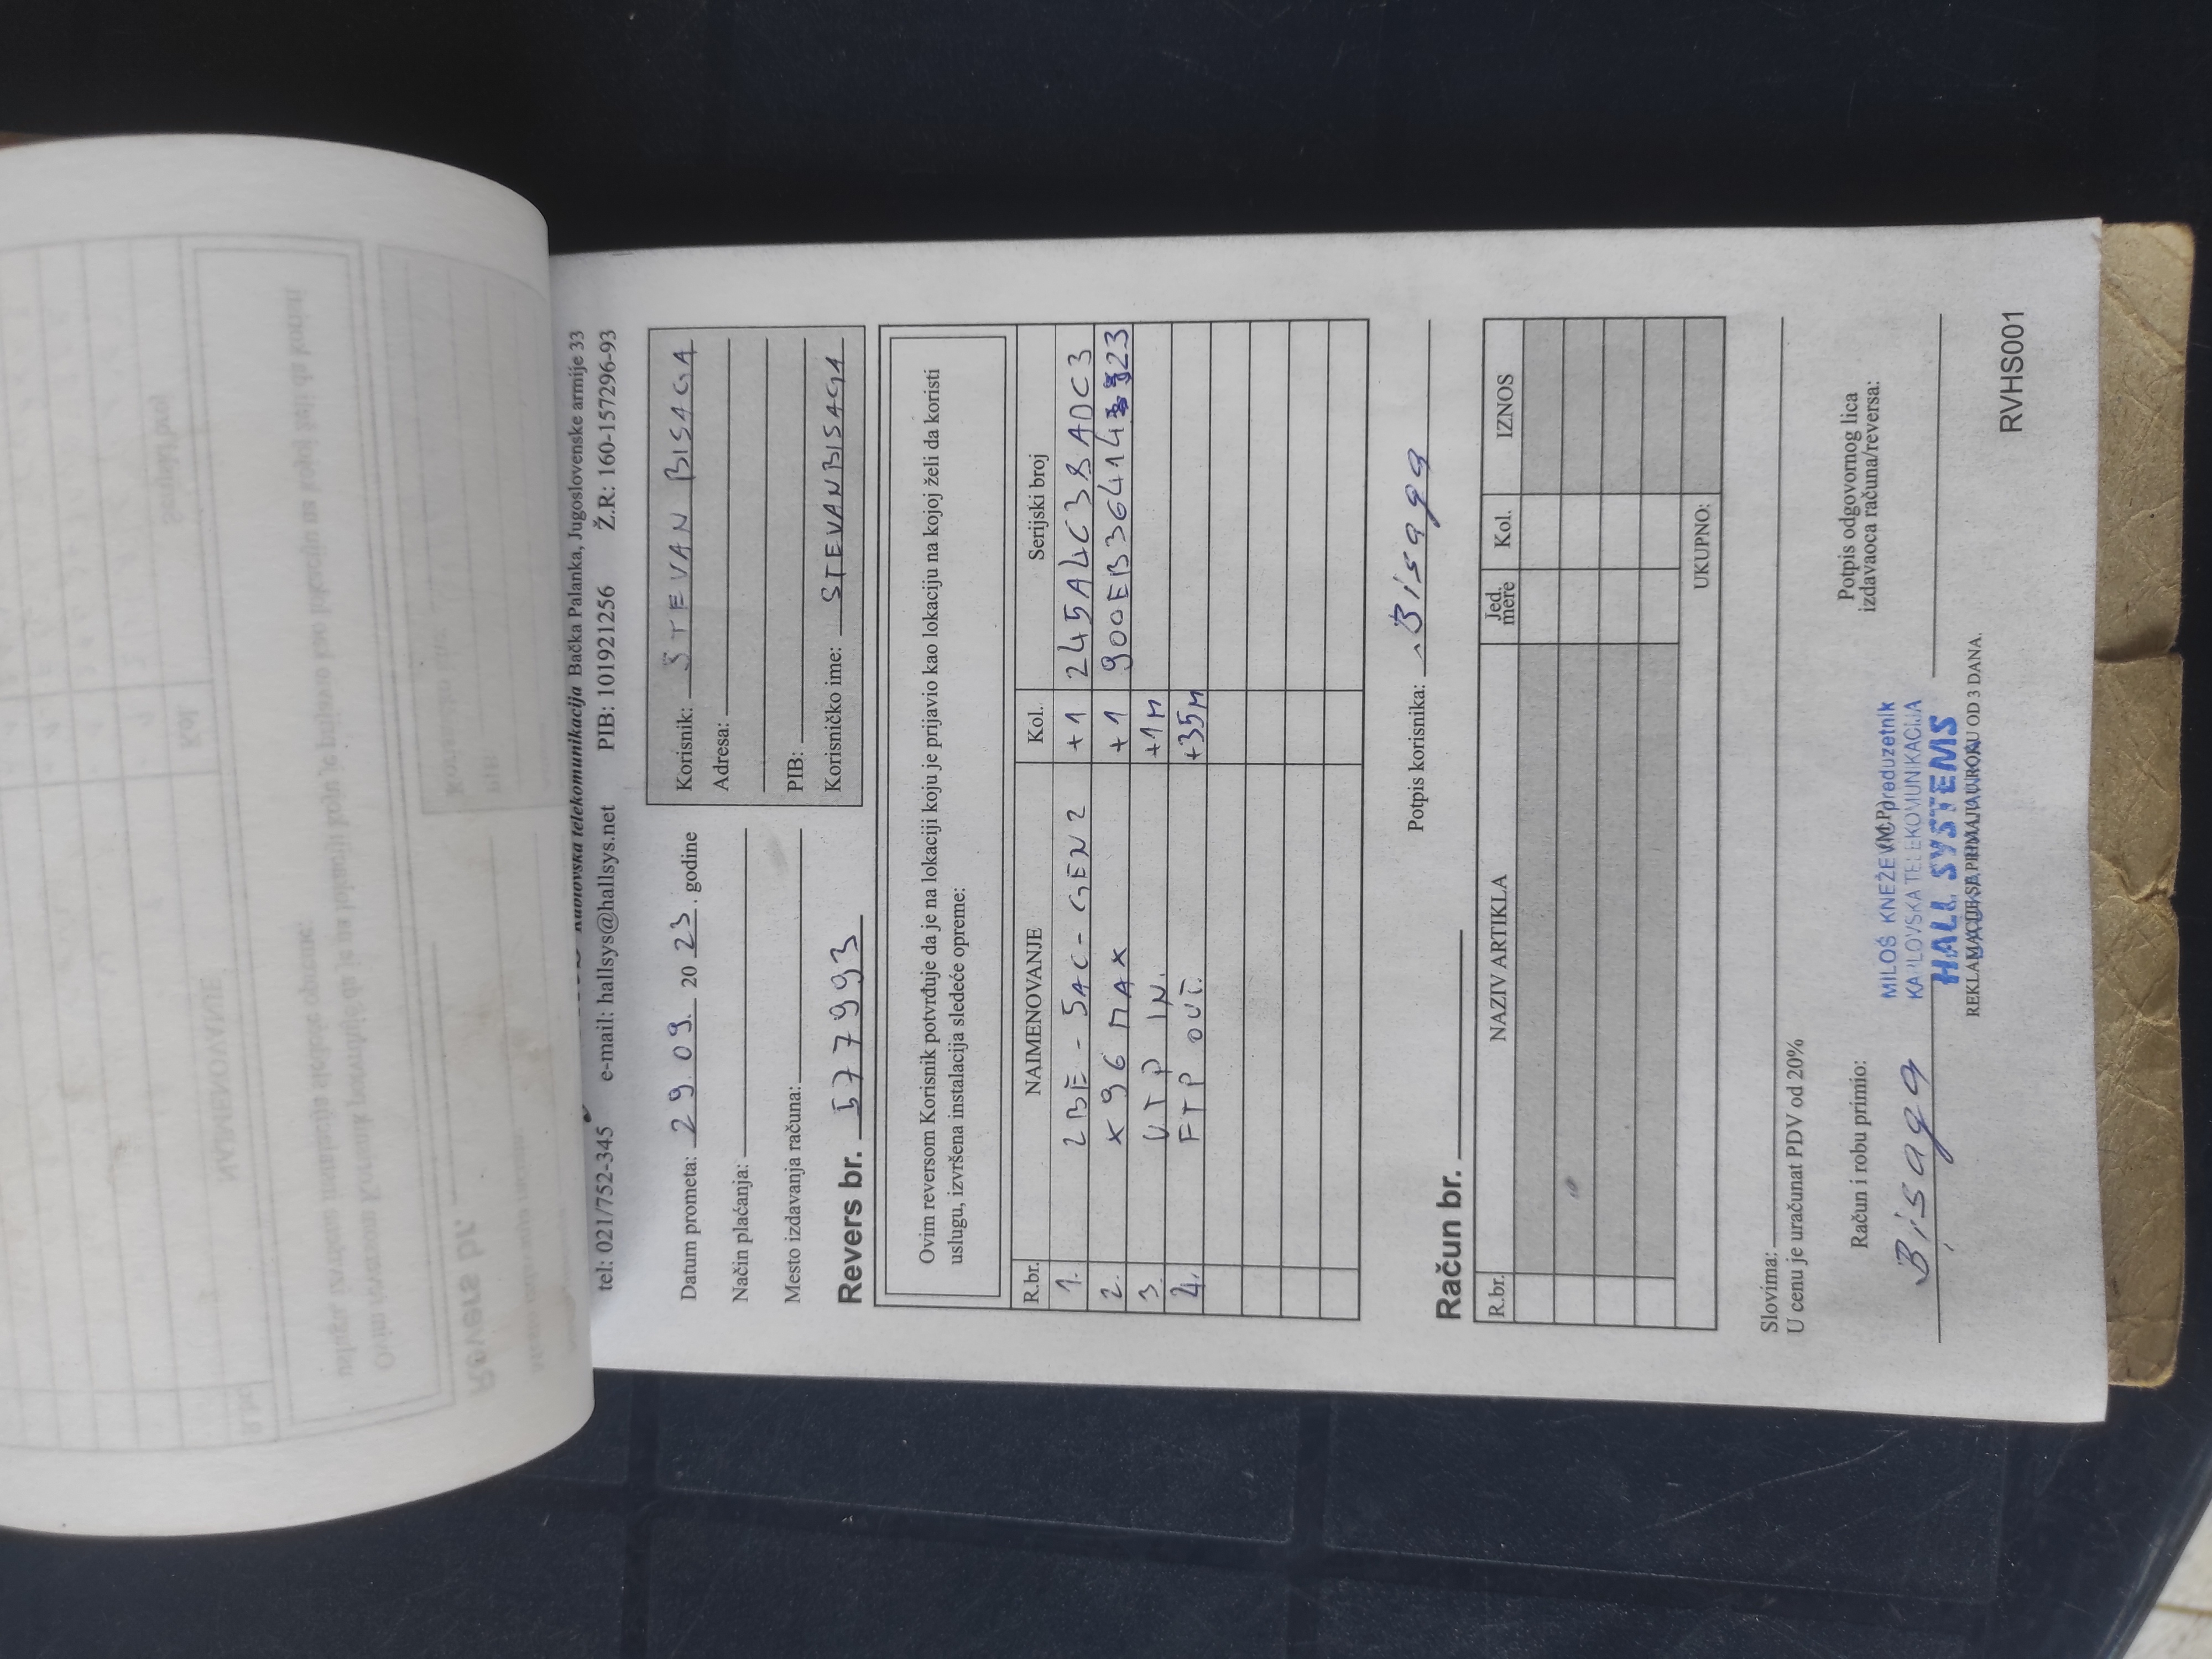 Kablovska telekomunikacija Bačka Palanka, Jugoslovenske armije 33
tel: 021/752-345 e-mail: hallsys@hallsys.net PIB: 101921256 Ž.R: 160-157296-93
Datum prometa: 29.09. 2023. godine
Način plaćanja:
Mesto izdavanja računa:
Korisnik: STEVAN BISAGA
Adresa:
PIB:
Korisničko ime: STEVANBISAGA
Revers br. 577993
Ovim reversom Korisnik potvrđuje da je na lokaciji koju je prijavio kao lokaciju na kojoj želi da koristi
uslugu, izvršena instalacija sledeće opreme:
R.br. NAIMENOVANJE Kol. Serijski broj
1. LBE-5AC-GEN2 +1 245A4C38ADC3
2. X96 MAX +1
3. UTP IN. +1M
4. FTP OUT. +35M
Potpis korisnika: Bisaga
Račun br.
R.br. NAZIV ARTIKLA Jed. mere Kol. IZNOS
UKUPNO:
Slovima:
U cenu je uračunat PDV od 20%
Račun i robu primio:
Bisaga
M.P.
MILOŠ KNEŽEVIĆ Preduzetnik
KABLOVSKA TELEKOMUNIKACIJA
HALL SYSTEMS
Potpis odgovornog lica
izdavaoca računa/reversa:
REKLAMACIJE SE PRIMAJU U ROKU OD 3 DANA.
RVHS001